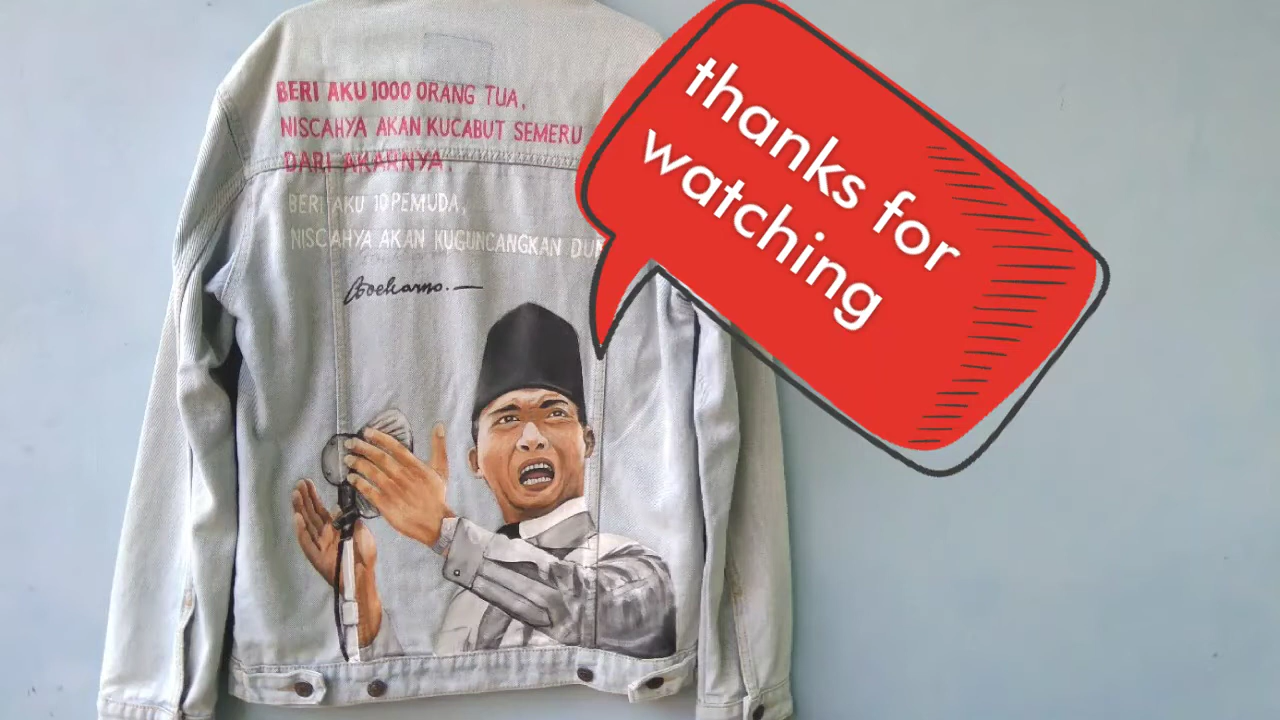 BERI AKU 1000 ORANG TUA,
NISCAHYA AKAN KUCABUT SEMERU
DARI AKARNYA.
BERI AKU 10 PEMUDA,
NISCAHYA AKAN KUGUNCANGKAN
Soekarno.
thanks for
watching